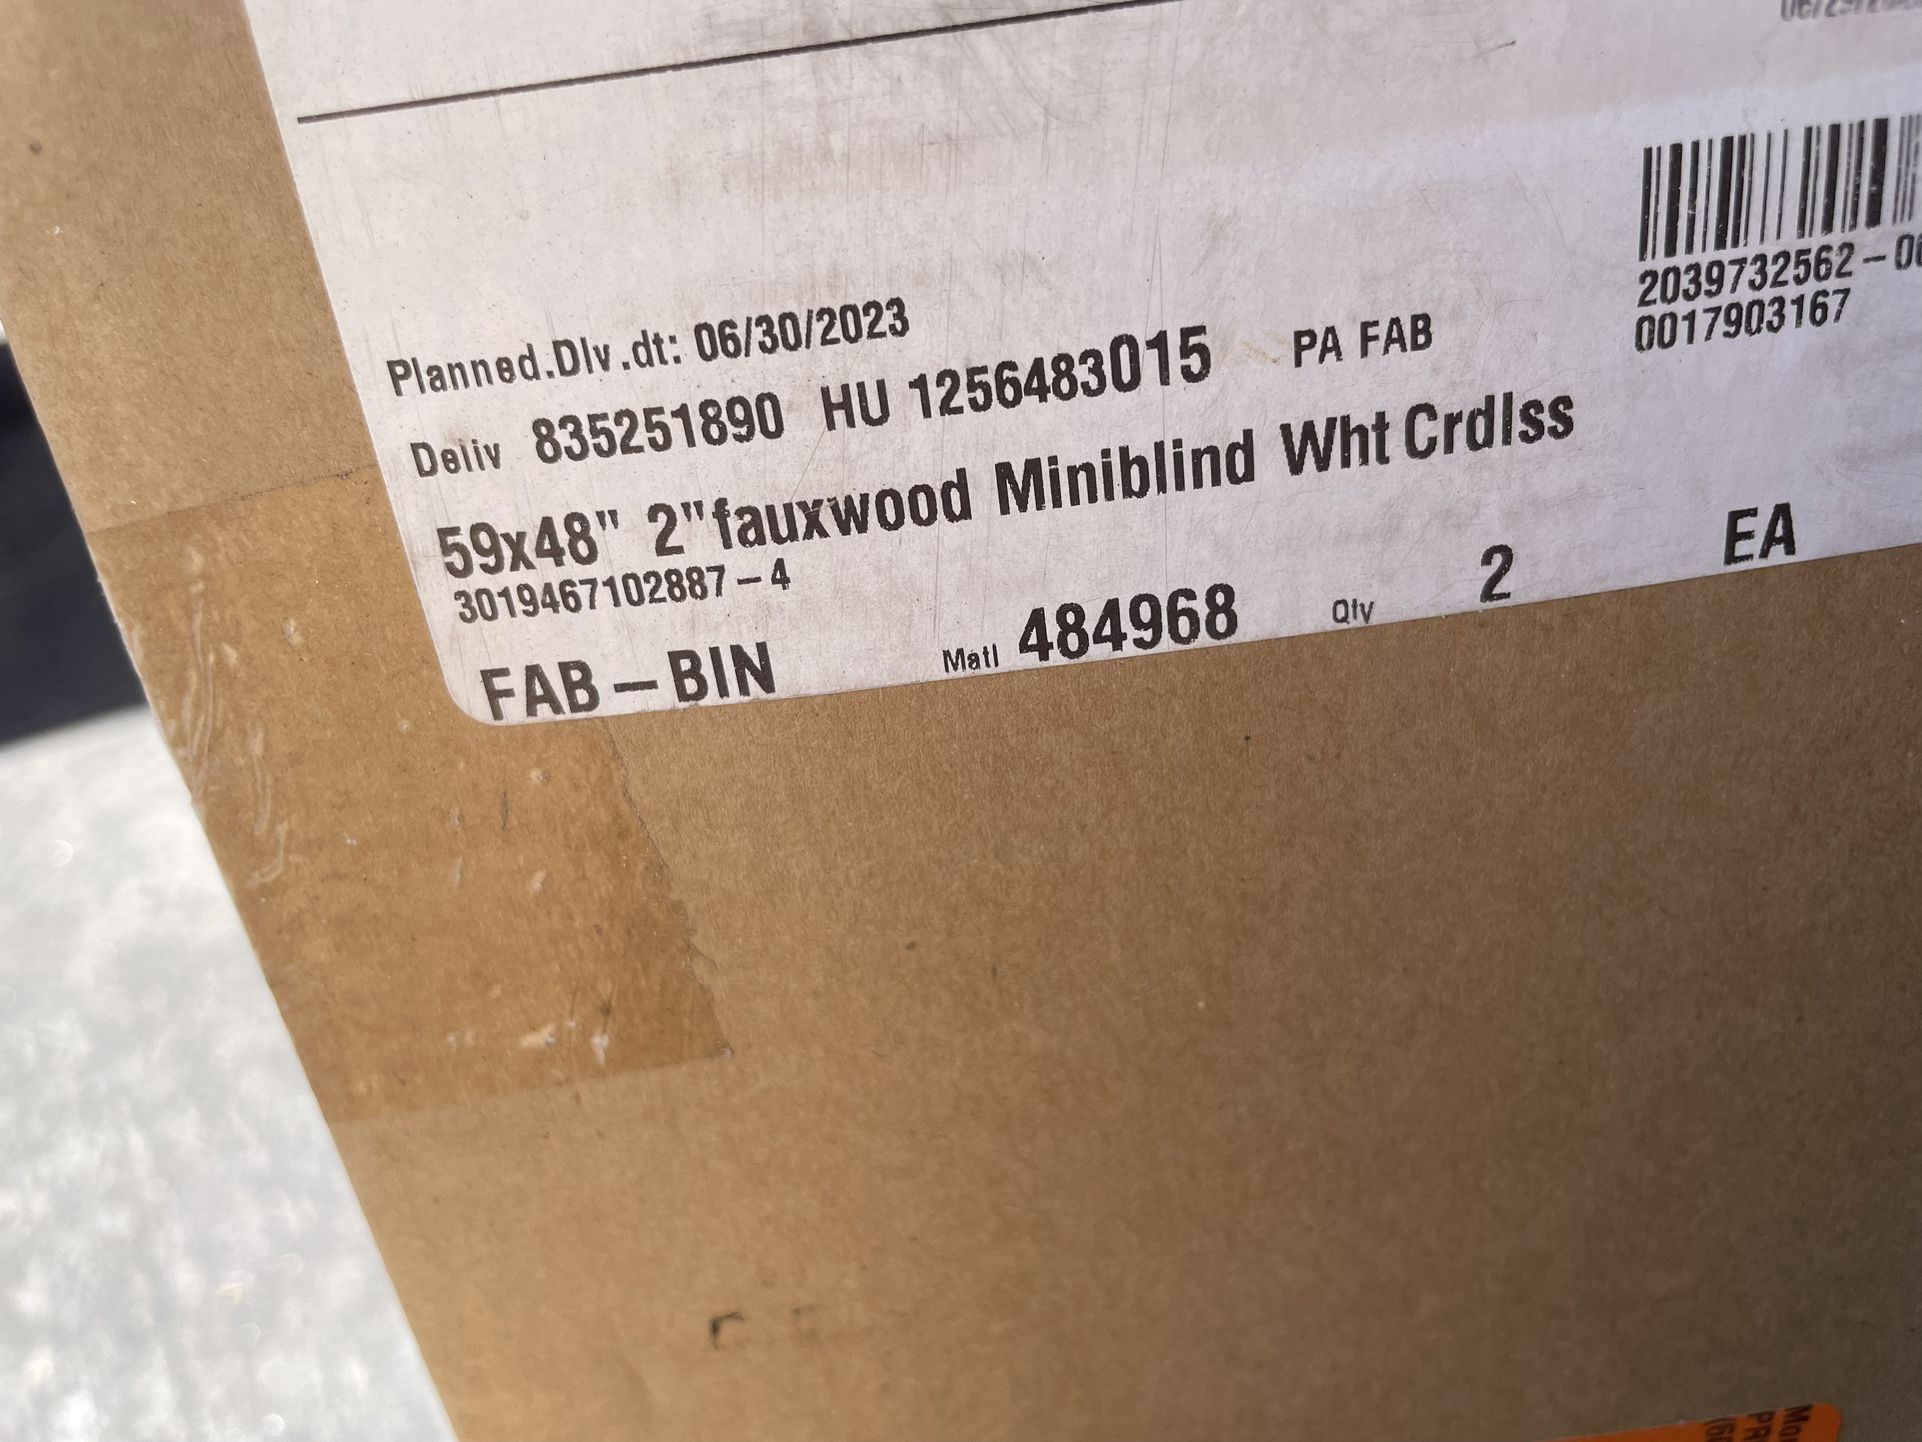 Planned.Dlv.dt: 06/30/2023
Deliv 835251890 HU 1256483015 PA FAB
2039732562-0
0017903167
59x48" 2"fauxwood Miniblind Wht Crdlss
3019467102887-4
FAB-BIN Matl 484968 Qty 2 EA